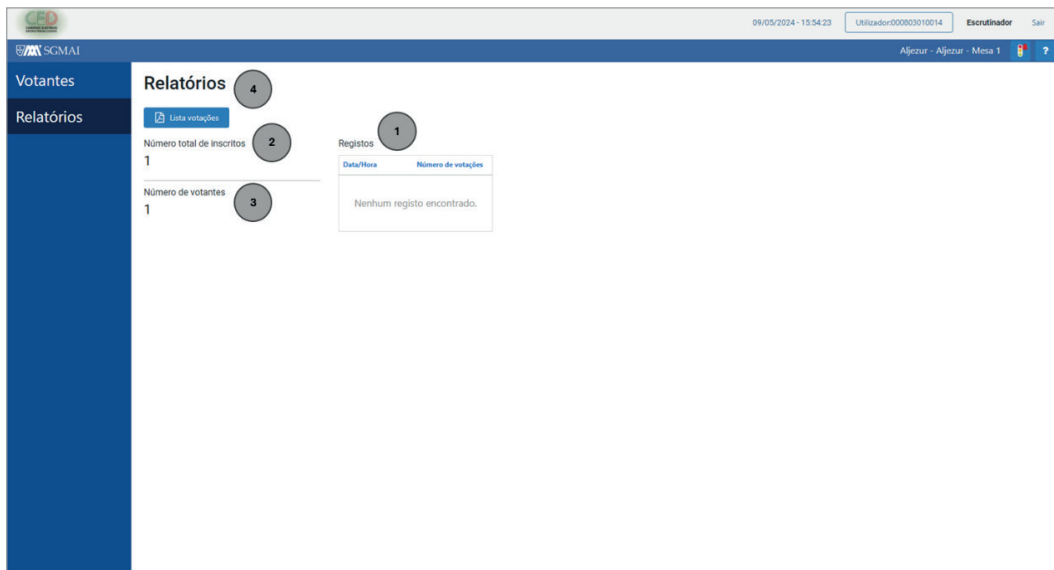 CED
09/05/2024 - 15:54:23 Utilizador:000803010014 Escrutinador Sair
SGMAI Aljezur - Aljezur - Mesa 1 ?
Votantes
Relatórios
Relatórios 4
Lista votações
Número total de inscritos 2
1
Número de votantes 3
1
Registos 1
Data/Hora Número de votações
Nenhum registo encontrado.